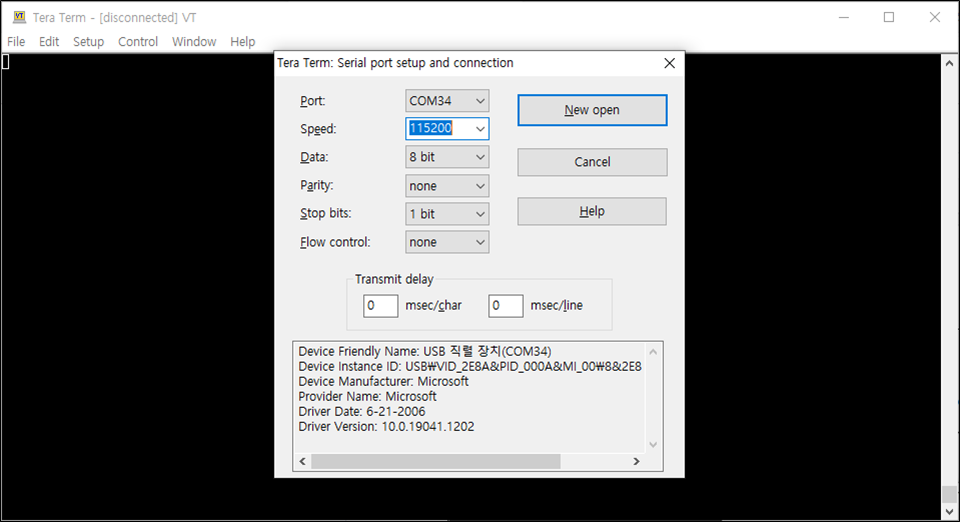 VT Tera Term - [disconnected] VT
File Edit Setup Control Window Help
Tera Term: Serial port setup and connection
Port: COM34 New open
Speed: 115200
Data: 8 bit Cancel
Parity: none
Stop bits: 1 bit Help
Flow control: none
Transmit delay
0 msec/char 0 msec/line
Device Friendly Name: USB 직렬 장치(COM34)
Device Instance ID: USB₩VID_2E8A&PID_000A&MI_00₩8&2E8
Device Manufacturer: Microsoft
Provider Name: Microsoft
Driver Date: 6-21-2006
Driver Version: 10.0.19041.1202